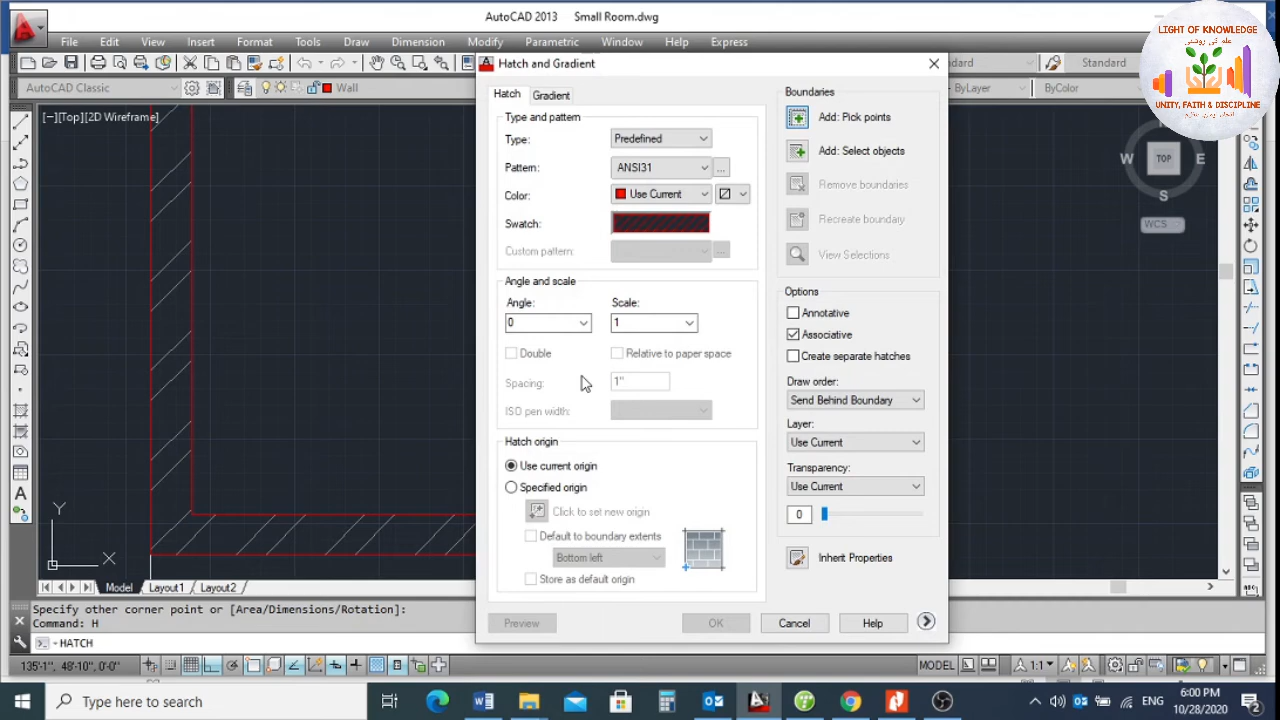 AutoCAD 2013 Small Room.dwg
LIGHT OF KNOWLEDGE
علم کی روشنی
UNITY, FAITH & DISCIPLINE
File Edit View Insert Format Tools Draw Dimension Modify Parametric Window Help Express
Hatch and Gradient
Standard
AutoCAD Classic
Wall
ByLayer
ByColor
[−][Top][2D Wireframe]
W TOP E
S
WCS
Hatch Gradient
Type and pattern
Type: Predefined
Pattern: ANSI31 ...
Color: Use Current
Swatch:
Custom pattern: ...
Angle and scale
Angle: Scale:
0 1
Double Relative to paper space
Spacing: 1"
ISO pen width:
Hatch origin
Use current origin
Specified origin
Click to set new origin
Default to boundary extents
Bottom left
Store as default origin
Boundaries
Add: Pick points
Add: Select objects
Remove boundaries
Recreate boundary
View Selections
Options
Annotative
Associative
Create separate hatches
Draw order:
Send Behind Boundary
Layer:
Use Current
Transparency:
Use Current
0
Inherit Properties
Preview OK Cancel Help
Y
X
Model Layout1 Layout2
Specify other corner point or [Area/Dimensions/Rotation]:
Command: H
HATCH
135'-1", 48'-10", 0'-0"
MODEL 1:1
Type here to search
ENG
6:00 PM
10/28/2020
2